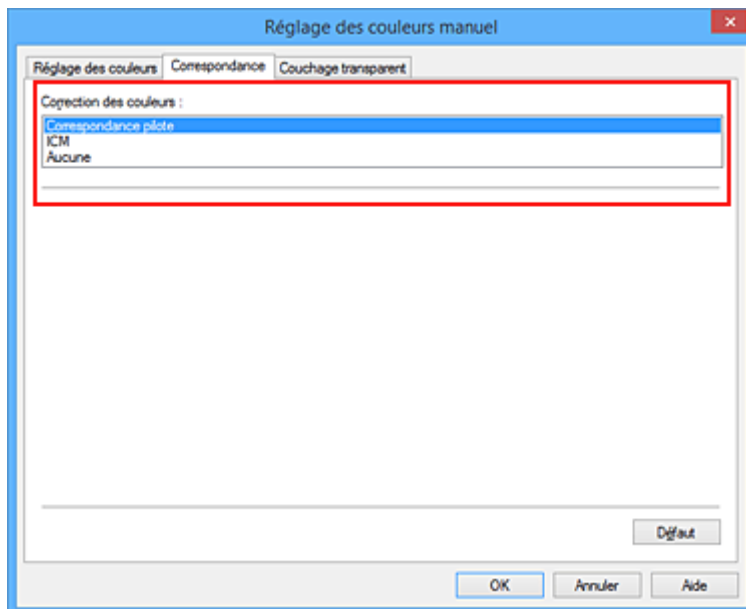 Réglage des couleurs manuel
Réglage des couleurs Correspondance Couchage transparent
Correction des couleurs :
Correspondance pilote
ICM
Aucune
Défaut
OK Annuler Aide